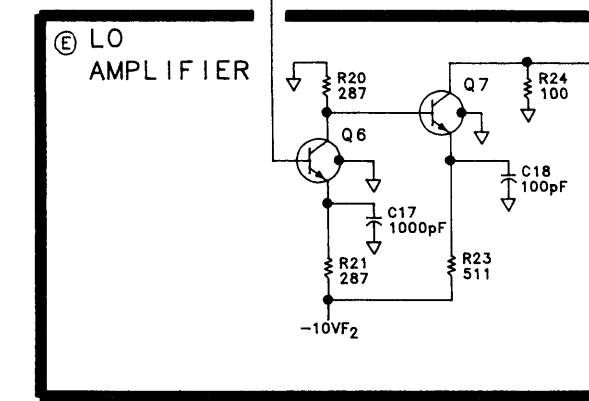 E LO
AMPLIFIER
R20
287
Q6
Q7
R24
100
C17
1000pF
C18
100pF
R21
287
R23
511
-10VF2